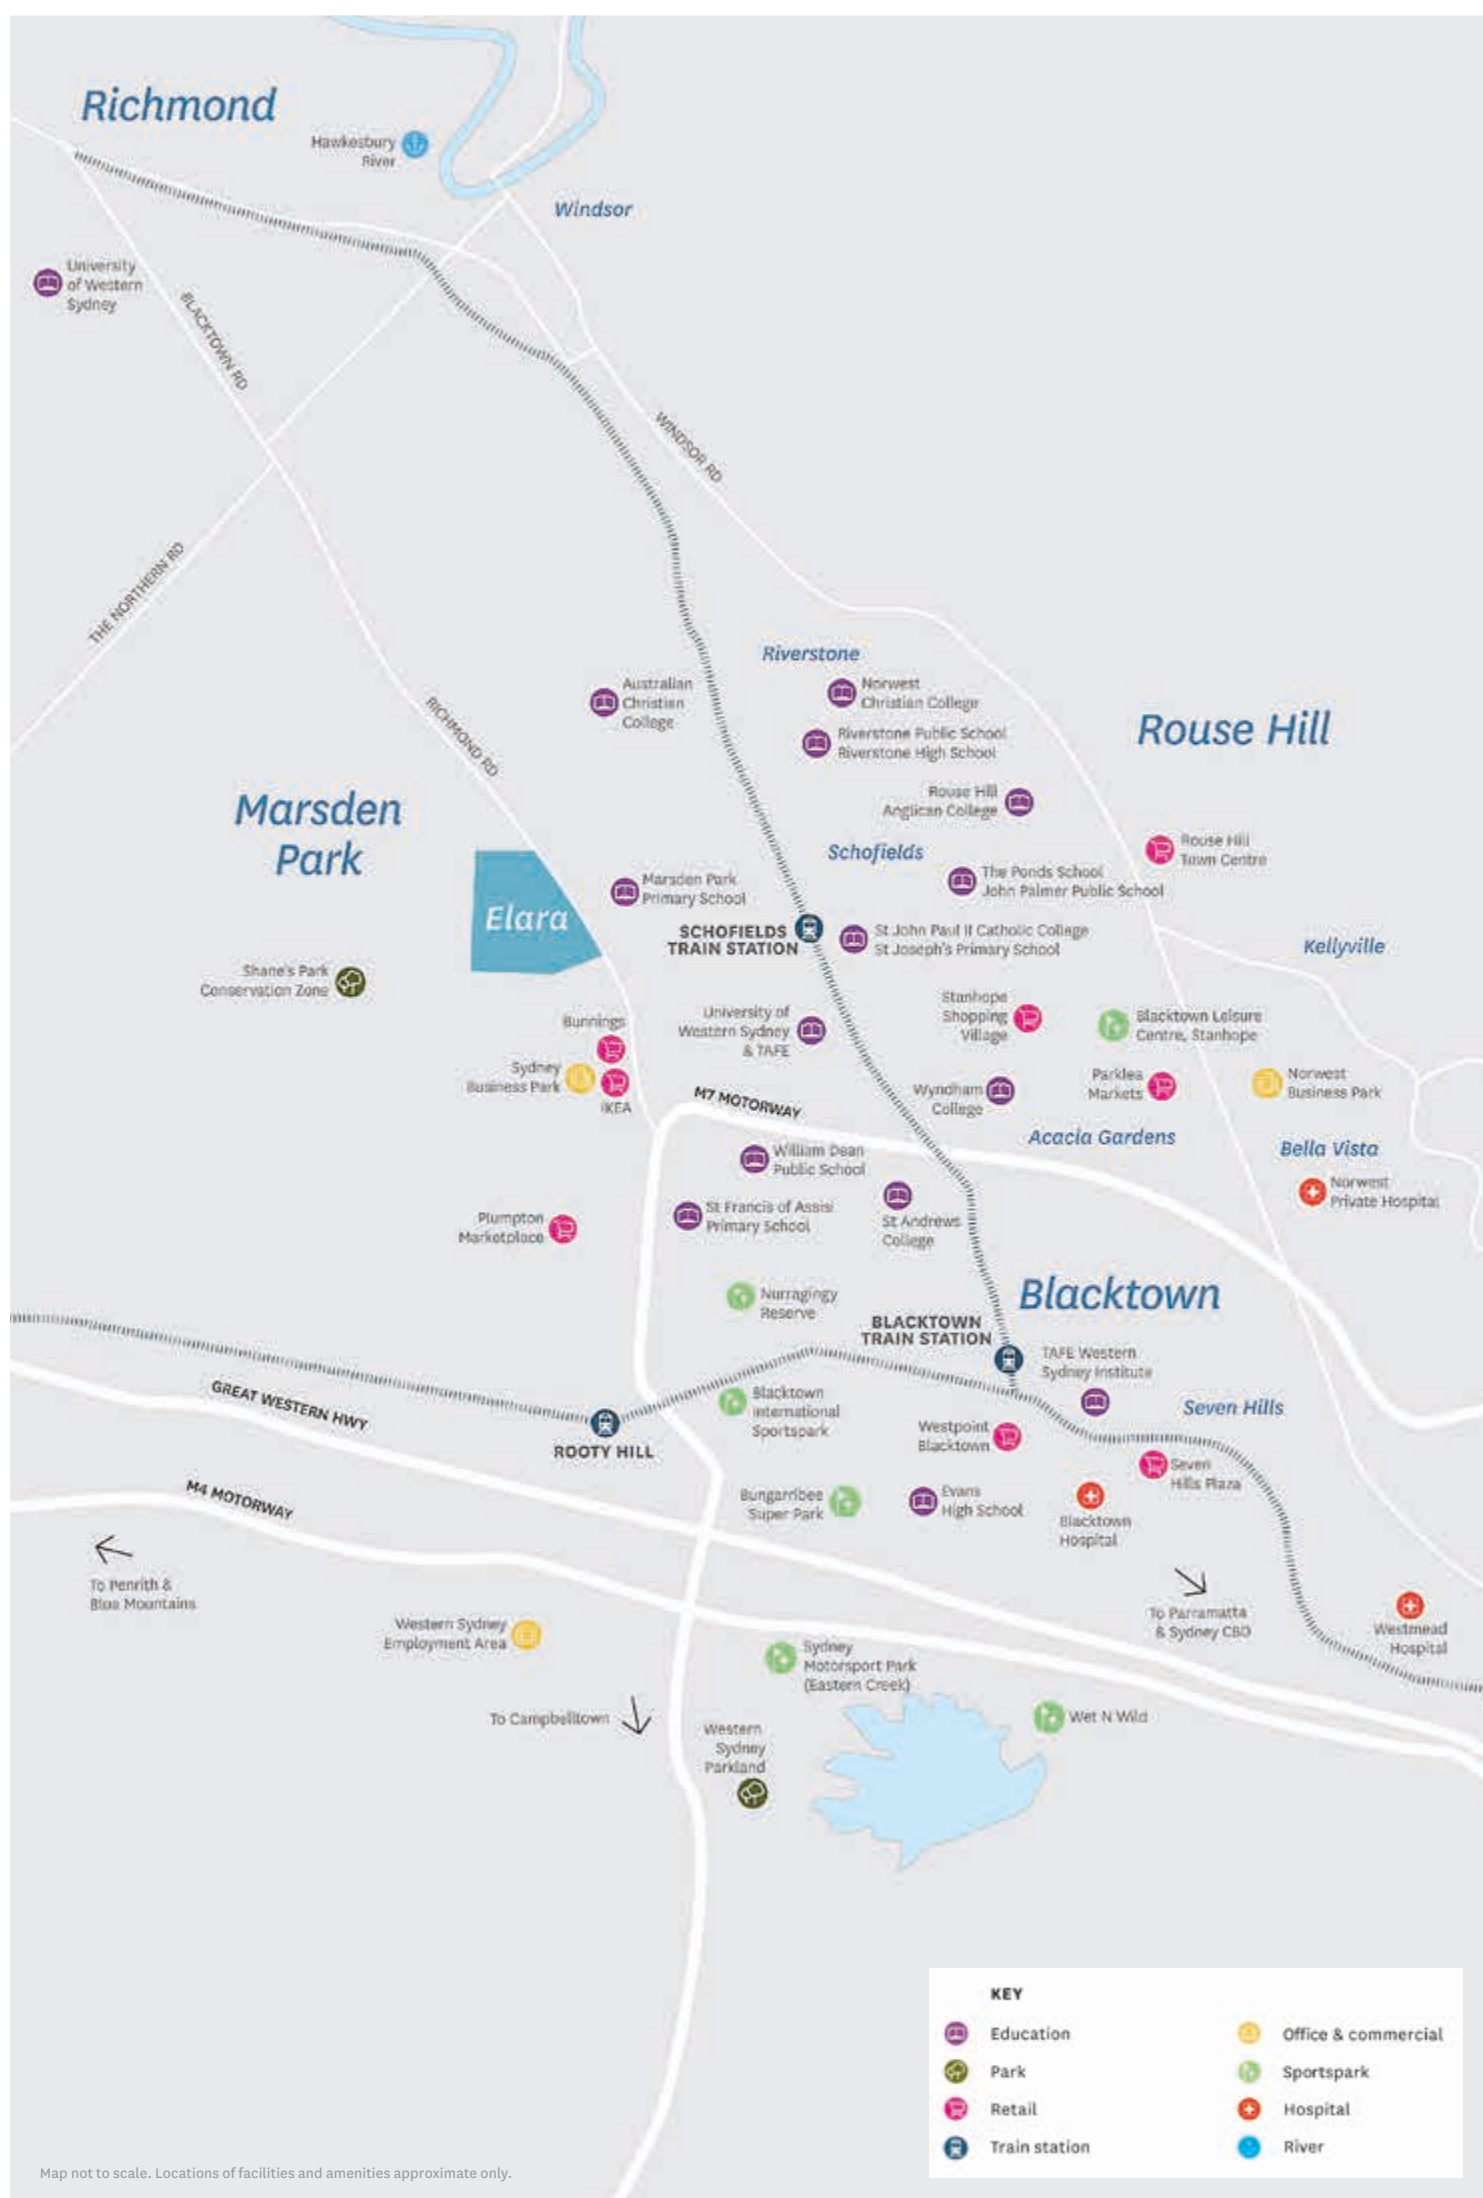 Richmond
Hawkesbury
River
Windsor
University
of Western
Sydney
BLACKTOWN RD
WINDSOR RD
THE NORTHERN RD
Riverstone
Australian
Christian
College
Norwest
Christian College
RICHMOND RD
Riverstone Public School
Riverstone High School
Rouse Hill
Marsden
Park
Rouse Hill
Anglican College
Schofields
Rouse Hill
Town Centre
Elara
Marsden Park
Primary School
The Ponds School
John Palmer Public School
SCHOFIELDS
TRAIN STATION
St John Paul II Catholic College
St Joseph's Primary School
Kellyville
Shane's Park
Conservation Zone
Bunnings
University of
Western Sydney
& TAFE
Stanhope
Shopping
Village
Blacktown Leisure
Centre, Stanhope
Sydney
Business Park
IKEA
M7 MOTORWAY
Wyndham
College
Parklea
Markets
Norwest
Business Park
Acacia Gardens
Bella Vista
William Dean
Public School
Norwest
Private Hospital
Plumpton
Marketplace
St Francis of Assisi
Primary School
St Andrews
College
Nurragingy
Reserve
Blacktown
BLACKTOWN
TRAIN STATION
TAFE Western
Sydney Institute
GREAT WESTERN HWY
ROOTY HILL
Blacktown
International
Sportspark
Westpoint
Blacktown
Seven Hills
Seven
Hills Plaza
M4 MOTORWAY
Bungarribee
Super Park
Evans
High School
Blacktown
Hospital
To Penrith &
Blue Mountains
To Parramatta
& Sydney CBD
Westmead
Hospital
Western Sydney
Employment Area
Sydney
Motorsport Park
(Eastern Creek)
To Campbelltown
Western
Sydney
Parkland
Wet N Wild
KEY
Education
Park
Retail
Train station
Office & commercial
Sportspark
Hospital
River
Map not to scale. Locations of facilities and amenities approximate only.